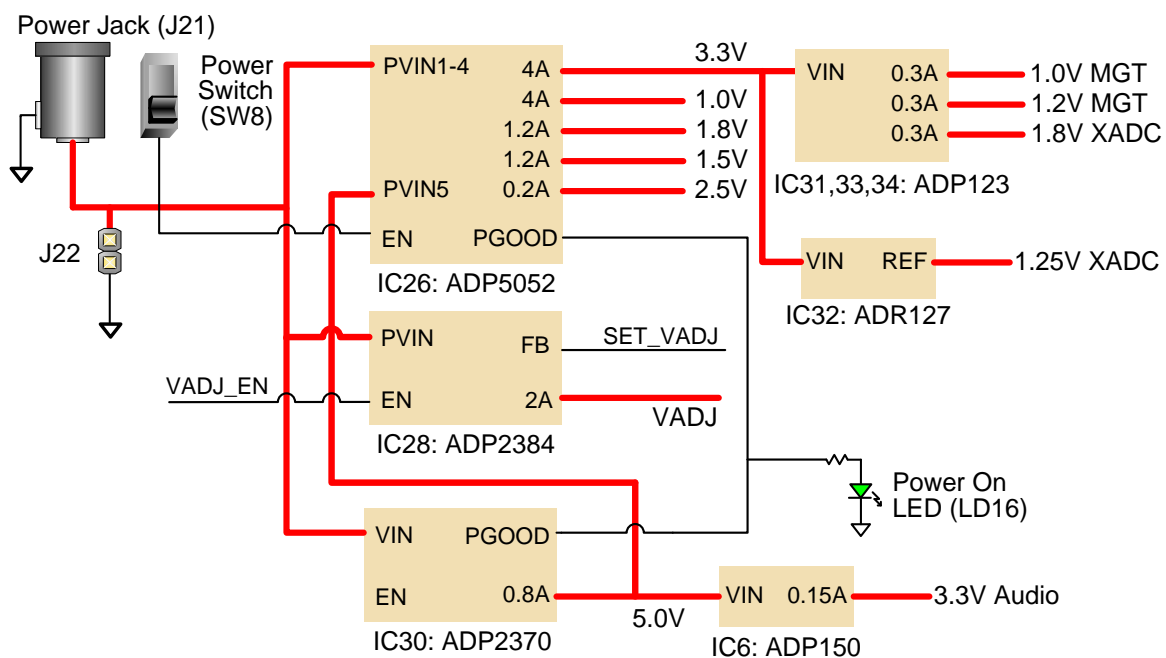 Power Jack (J21)
Power
Switch
(SW8)
J22
PVIN1-4
4A
4A
1.2A
1.2A
PVIN5
0.2A
EN
PGOOD
IC26: ADP5052
3.3V
1.0V
1.8V
1.5V
2.5V
VIN
0.3A
0.3A
0.3A
1.0V MGT
1.2V MGT
1.8V XADC
IC31,33,34: ADP123
VIN
REF
1.25V XADC
IC32: ADR127
PVIN
FB
SET_VADJ
VADJ_EN
EN
2A
VADJ
IC28: ADP2384
Power On
LED (LD16)
VIN
PGOOD
EN
0.8A
5.0V
IC30: ADP2370
VIN
0.15A
3.3V Audio
IC6: ADP150